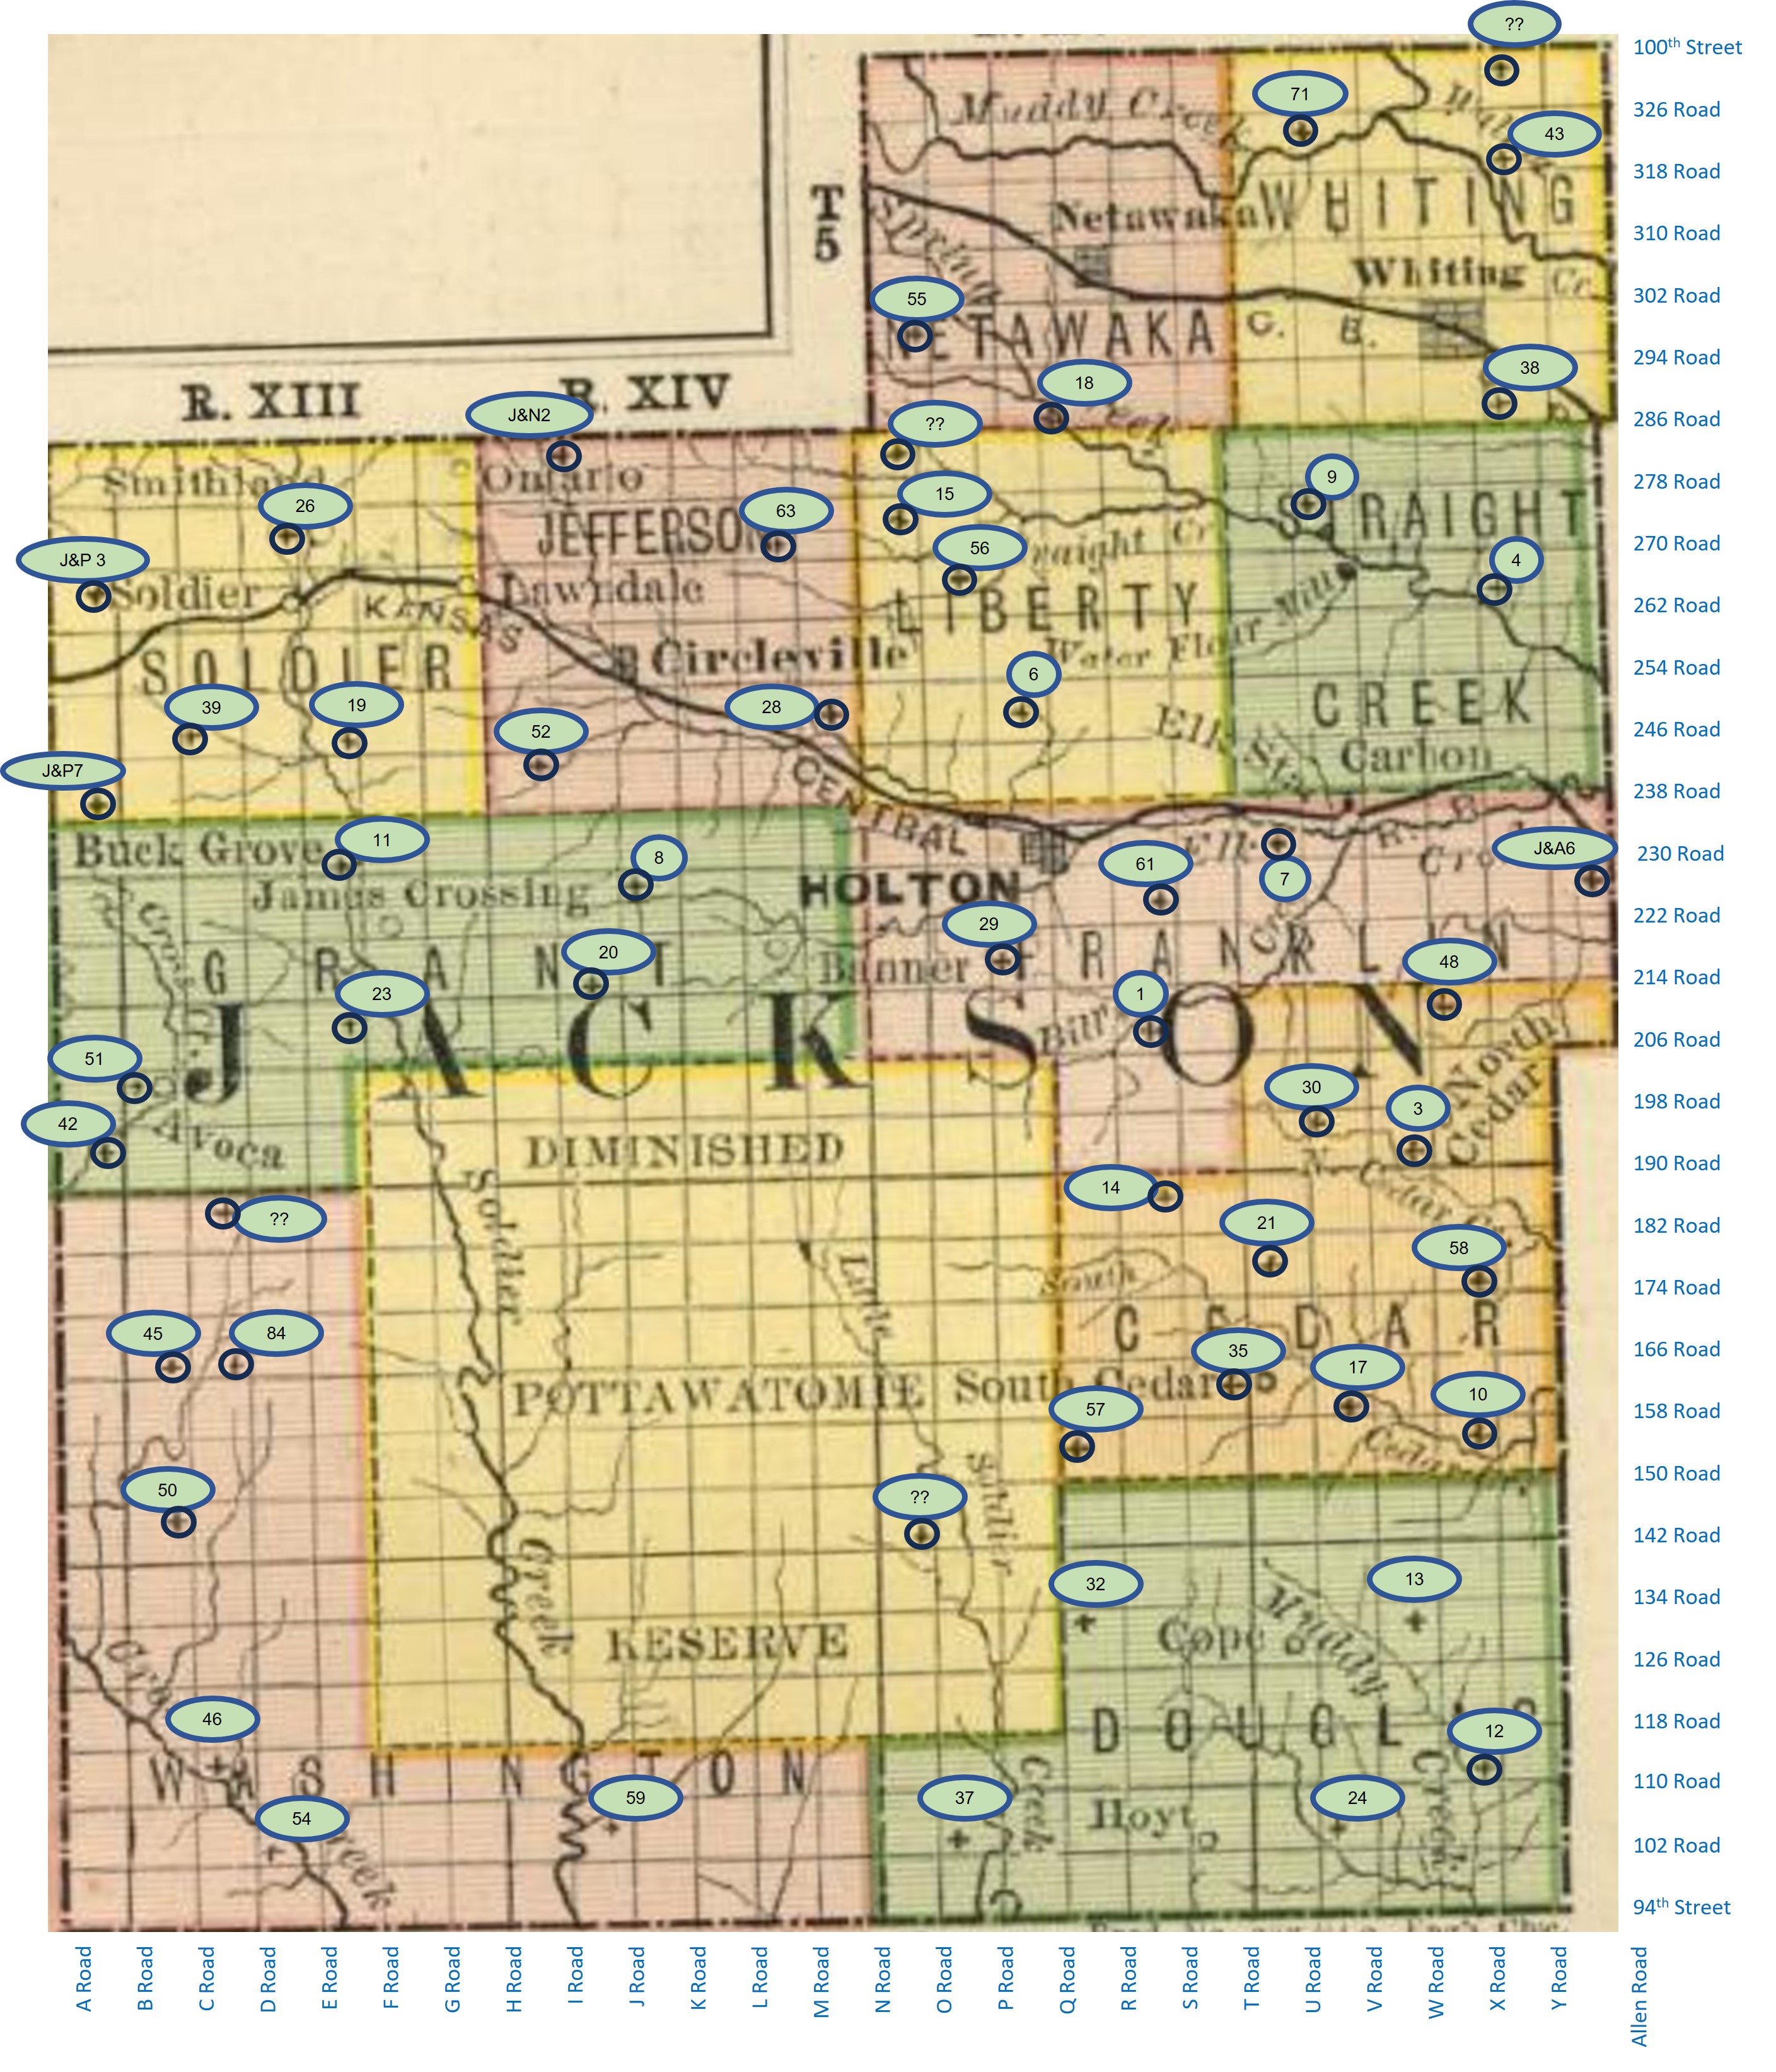 ??
100th Street
71
326 Road
Muddy Creek
43
318 Road
T
5
WHITING
Netawaka
Spring
310 Road
Whiting
Cr.
55
302 Road
NETAWAKA
C. B.
294 Road
38
R. XIII
R. XIV
18
J&N2
??
286 Road
Smithland
Ontario
9
278 Road
26
15
STRAIGHT
63
JEFFERSON
56
270 Road
J&P 3
4
Soldier
Lawndale
262 Road
KANSAS
LIBERTY
Water Flour Mill
Circleville
254 Road
SOLDIER
6
39
19
28
CREEK
52
Elk
246 Road
Carbon
J&P7
CENTRAL
238 Road
R. R.
Buck Grove
11
J&A6
230 Road
8
61
7
James Crossing
HOLTON
Cross
29
222 Road
GRANT
20
FRANKLIN
48
Banner
214 Road
23
1
JACKSON
206 Road
51
North
Cedar
30
198 Road
42
3
Avoca
DIMINISHED
190 Road
N. Cedar
14
??
21
182 Road
58
Soldier
Little
South
174 Road
45
84
CEDAR
35
17
166 Road
POTTAWATOMIE
South Cedar
10
57
158 Road
Cedar
50
??
Soldier
150 Road
142 Road
Creek
32
13
134 Road
KESERVE
Cope
Muddy
126 Road
46
12
118 Road
DOUGLASS
WASHINGTON
59
37
24
110 Road
54
Creek
Hoyt
Creek
Creek
102 Road
94th Street
A Road
B Road
C Road
D Road
E Road
F Road
G Road
H Road
I Road
J Road
K Road
L Road
M Road
N Road
O Road
P Road
Q Road
R Road
S Road
T Road
U Road
V Road
W Road
X Road
Y Road
Allen Road